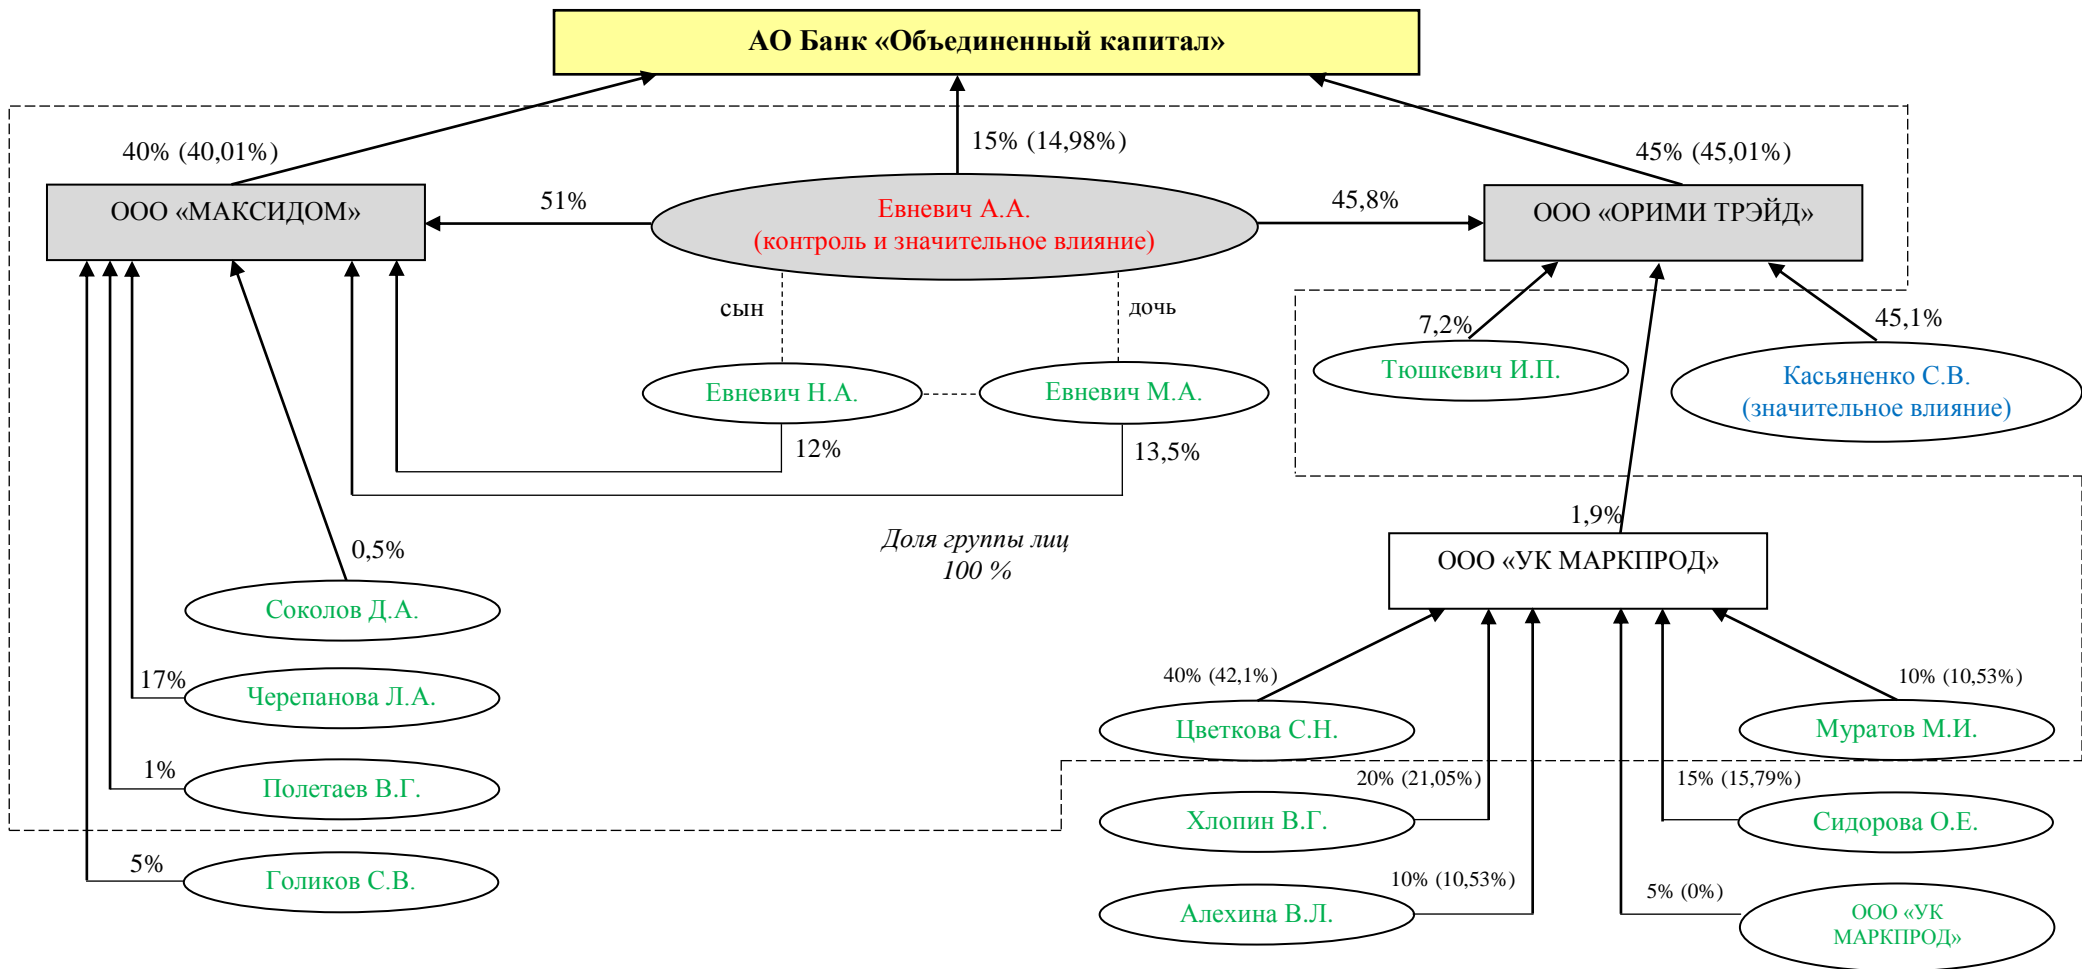 АО Банк «Объединенный капитал»
40% (40,01%)
15% (14,98%)
45% (45,01%)
ООО «МАКСИДОМ»
51%
Евневич А.А.
(контроль и значительное влияние)
45,8%
ООО «ОРИМИ ТРЭЙД»
сын
дочь
7,2%
45,1%
Тюшкевич И.П.
Касьяненко С.В.
(значительное влияние)
Евневич Н.А.
Евневич М.А.
12%
13,5%
Доля группы лиц
100 %
1,9%
ООО «УК МАРКПРОД»
0,5%
Соколов Д.А.
17%
Черепанова Л.А.
1%
Полетаев В.Г.
5%
Голиков С.В.
40% (42,1%)
10% (10,53%)
Цветкова С.Н.
Муратов М.И.
20% (21,05%)
15% (15,79%)
Хлопин В.Г.
Сидорова О.Е.
10% (10,53%)
5% (0%)
Алехина В.Л.
ООО «УК
МАРКПРОД»